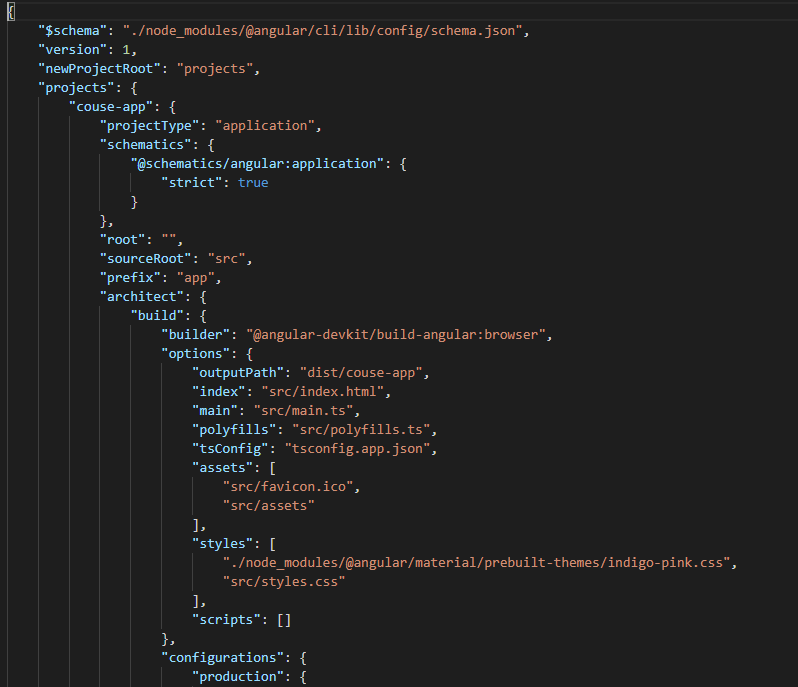 {
"$schema": "./node_modules/@angular/cli/lib/config/schema.json",
"version": 1,
"newProjectRoot": "projects",
"projects": {
"couse-app": {
"projectType": "application",
"schematics": {
"@schematics/angular:application": {
"strict": true
}
},
"root": "",
"sourceRoot": "src",
"prefix": "app",
"architect": {
"build": {
"builder": "@angular-devkit/build-angular:browser",
"options": {
"outputPath": "dist/couse-app",
"index": "src/index.html",
"main": "src/main.ts",
"polyfills": "src/polyfills.ts",
"tsConfig": "tsconfig.app.json",
"assets": [
"src/favicon.ico",
"src/assets"
],
"styles": [
"./node_modules/@angular/material/prebuilt-themes/indigo-pink.css",
"src/styles.css"
],
"scripts": []
},
"configurations": {
"production": {